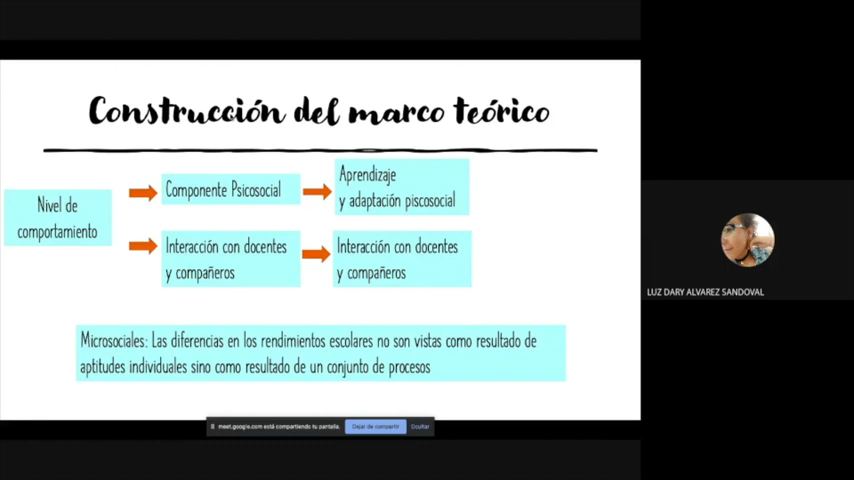 Construcción del marco teórico
Nivel de
comportamiento
Componente Psicosocial
Aprendizaje
y adaptación piscosocial
Interacción con docentes
y compañeros
Interacción con docentes
y compañeros
Microsociales: Las diferencias en los rendimientos escolares no son vistas como resultado de
aptitudes individuales sino como resultado de un conjunto de procesos
LUZ DARY ALVAREZ SANDOVAL
meet.google.com está compartiendo tu pantalla.
Dejar de compartir
Ocultar